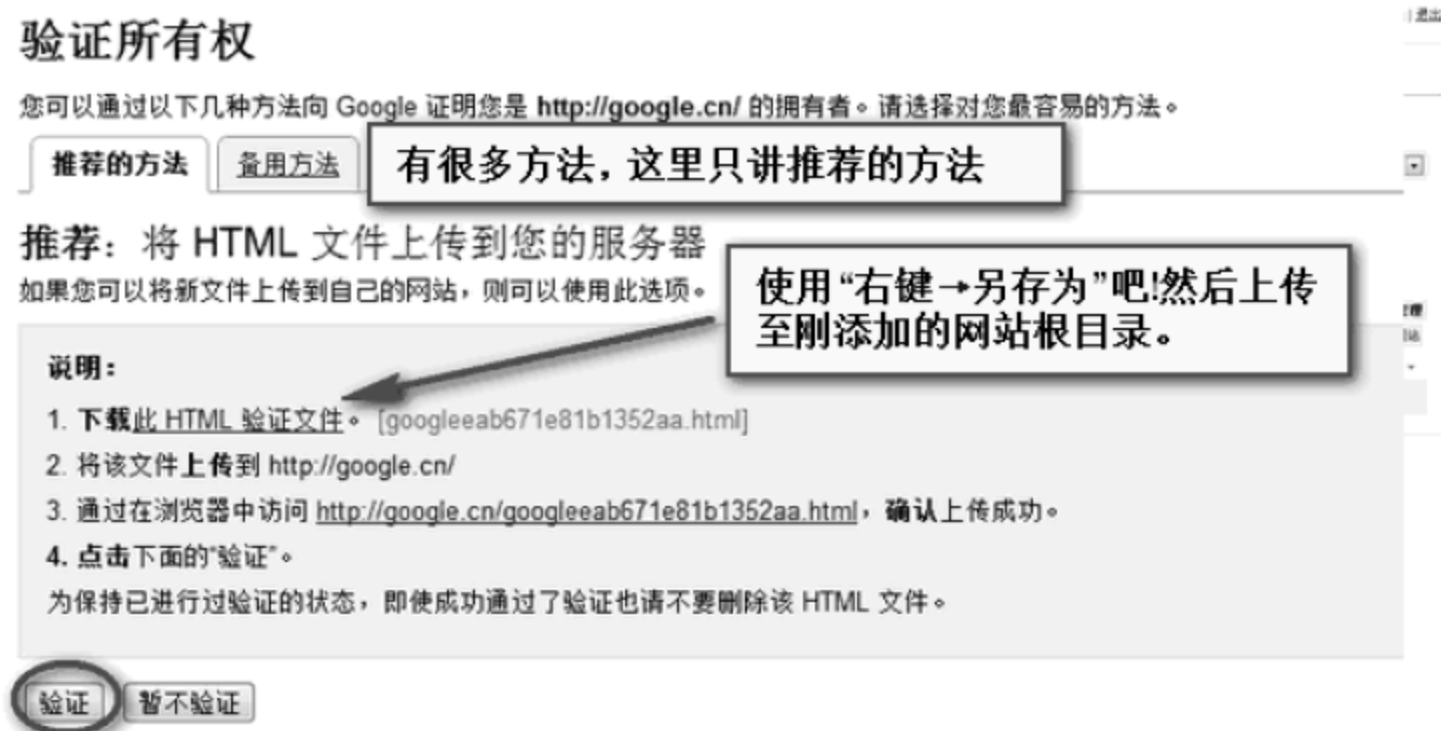 验证所有权
退出
您可以通过以下几种方法向 Google 证明您是 http://google.cn/ 的拥有者。请选择对您最容易的方法。
推荐的方法 备用方法
有很多方法，这里只讲推荐的方法
推荐：将 HTML 文件上传到您的服务器
如果您可以将新文件上传到自己的网站，则可以使用此选项。
使用“右键→另存为”吧!然后上传
至刚添加的网站根目录。
说明：
1. 下载此 HTML 验证文件。 [googleeab671e81b1352aa.html]
2. 将该文件上传到 http://google.cn/
3. 通过在浏览器中访问 http://google.cn/googleeab671e81b1352aa.html，确认上传成功。
4. 点击下面的“验证”。
为保持已进行过验证的状态，即使成功通过了验证也请不要删除该 HTML 文件。
验证 暂不验证